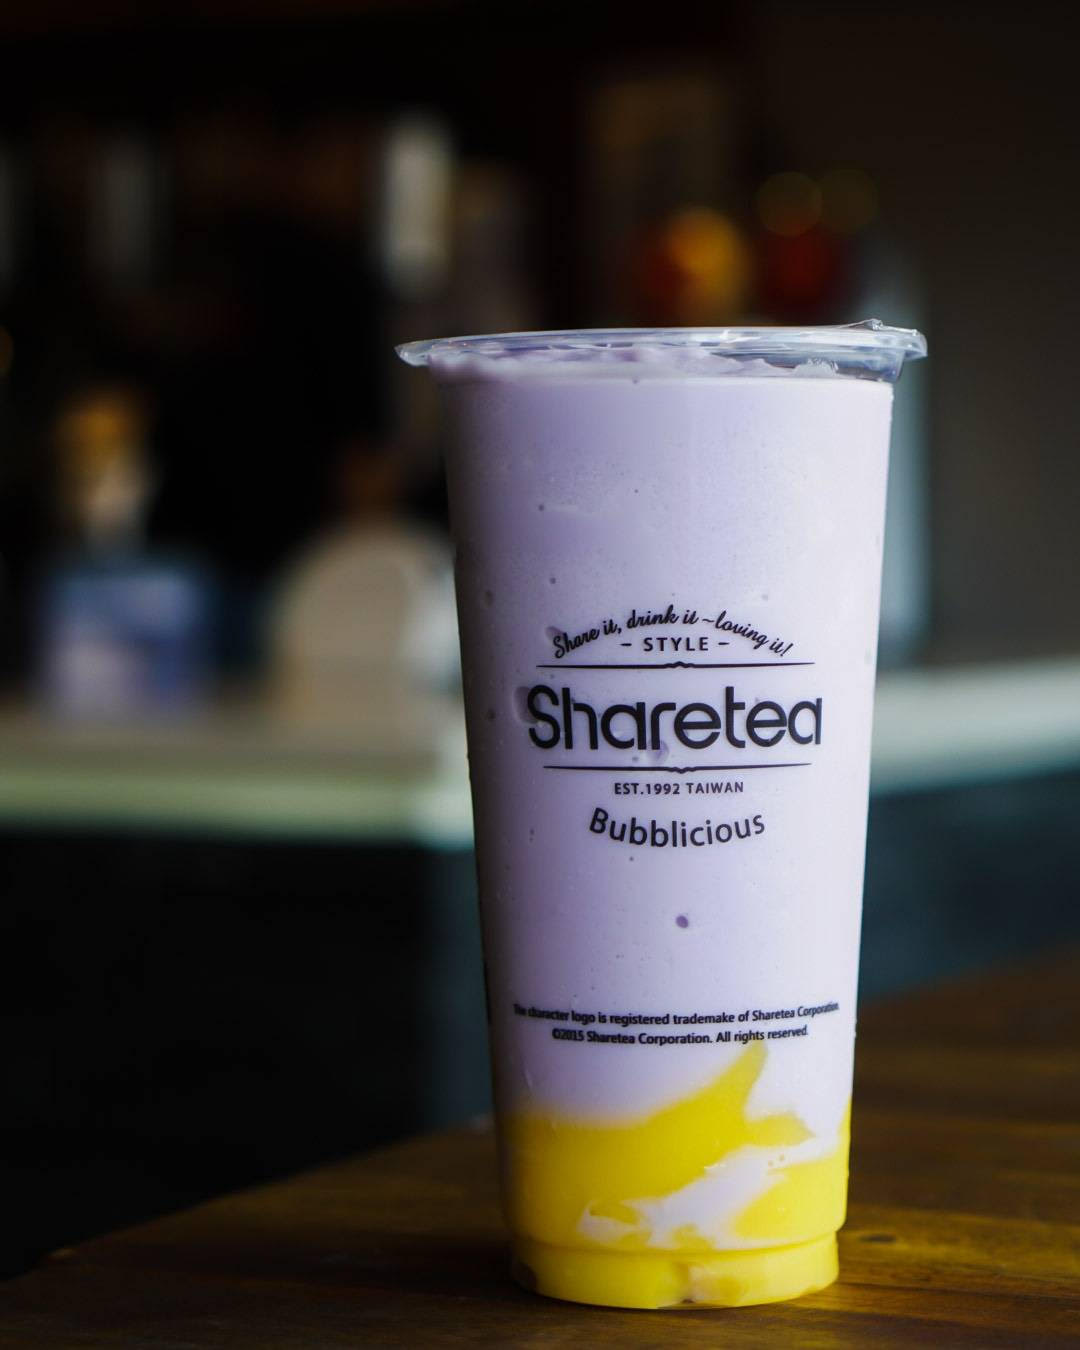 Share it, drink it ~ loving it!
– STYLE –
Sharetea
EST.1992 TAIWAN
Bubblicious
The character logo is registered trademake of Sharetea Corporation.
©2015 Sharetea Corporation. All rights reserved.